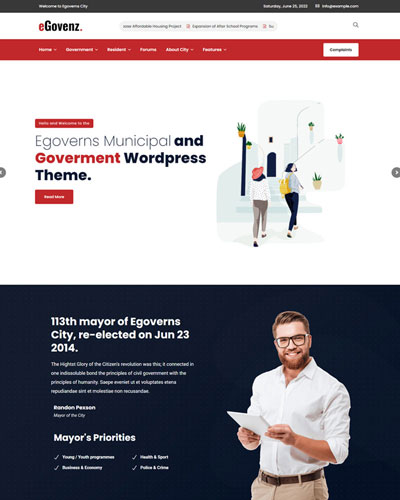 Welcome to Egoverns City
Saturday, June 25, 2022
info@example.com
eGovenz.
Affordable Housing Project
Expansion of After School Programs
Home
Government
Resident
Forums
About City
Features
Complaints
Hello and Welcome to the
Egoverns Municipal and
Goverment Wordpress
Theme.
Read More
113th mayor of Egoverns
City, re-elected on Jun 23
2014.
The Hightst Glory of the Citizen's revolution was this; it connected in
one indissoluble bond the principles of civil government with the
principles of humanity. Saepe eveniet ut et voluptates etena
repudiandae sint et molestiae non recusandae.
Randon Pexson
Mayor of the City
Mayor's Priorities
Young / Youth programmes
Health & Sport
Business & Economy
Police & Crime